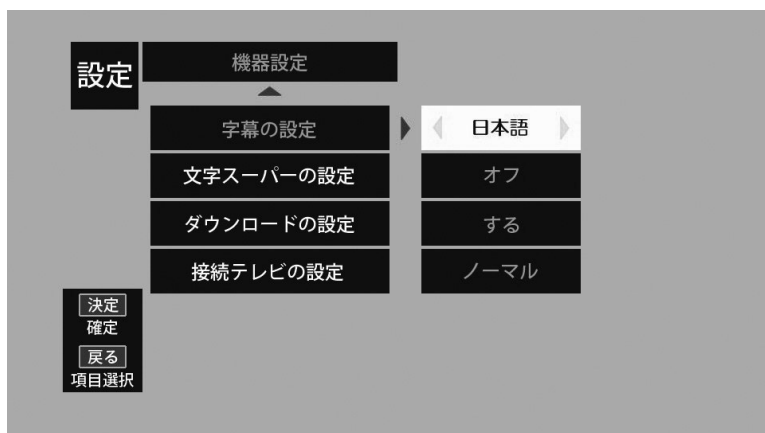 設定
機器設定
字幕の設定
日本語
文字スーパーの設定
オフ
ダウンロードの設定
する
接続テレビの設定
ノーマル
決定
確定
戻る
項目選択